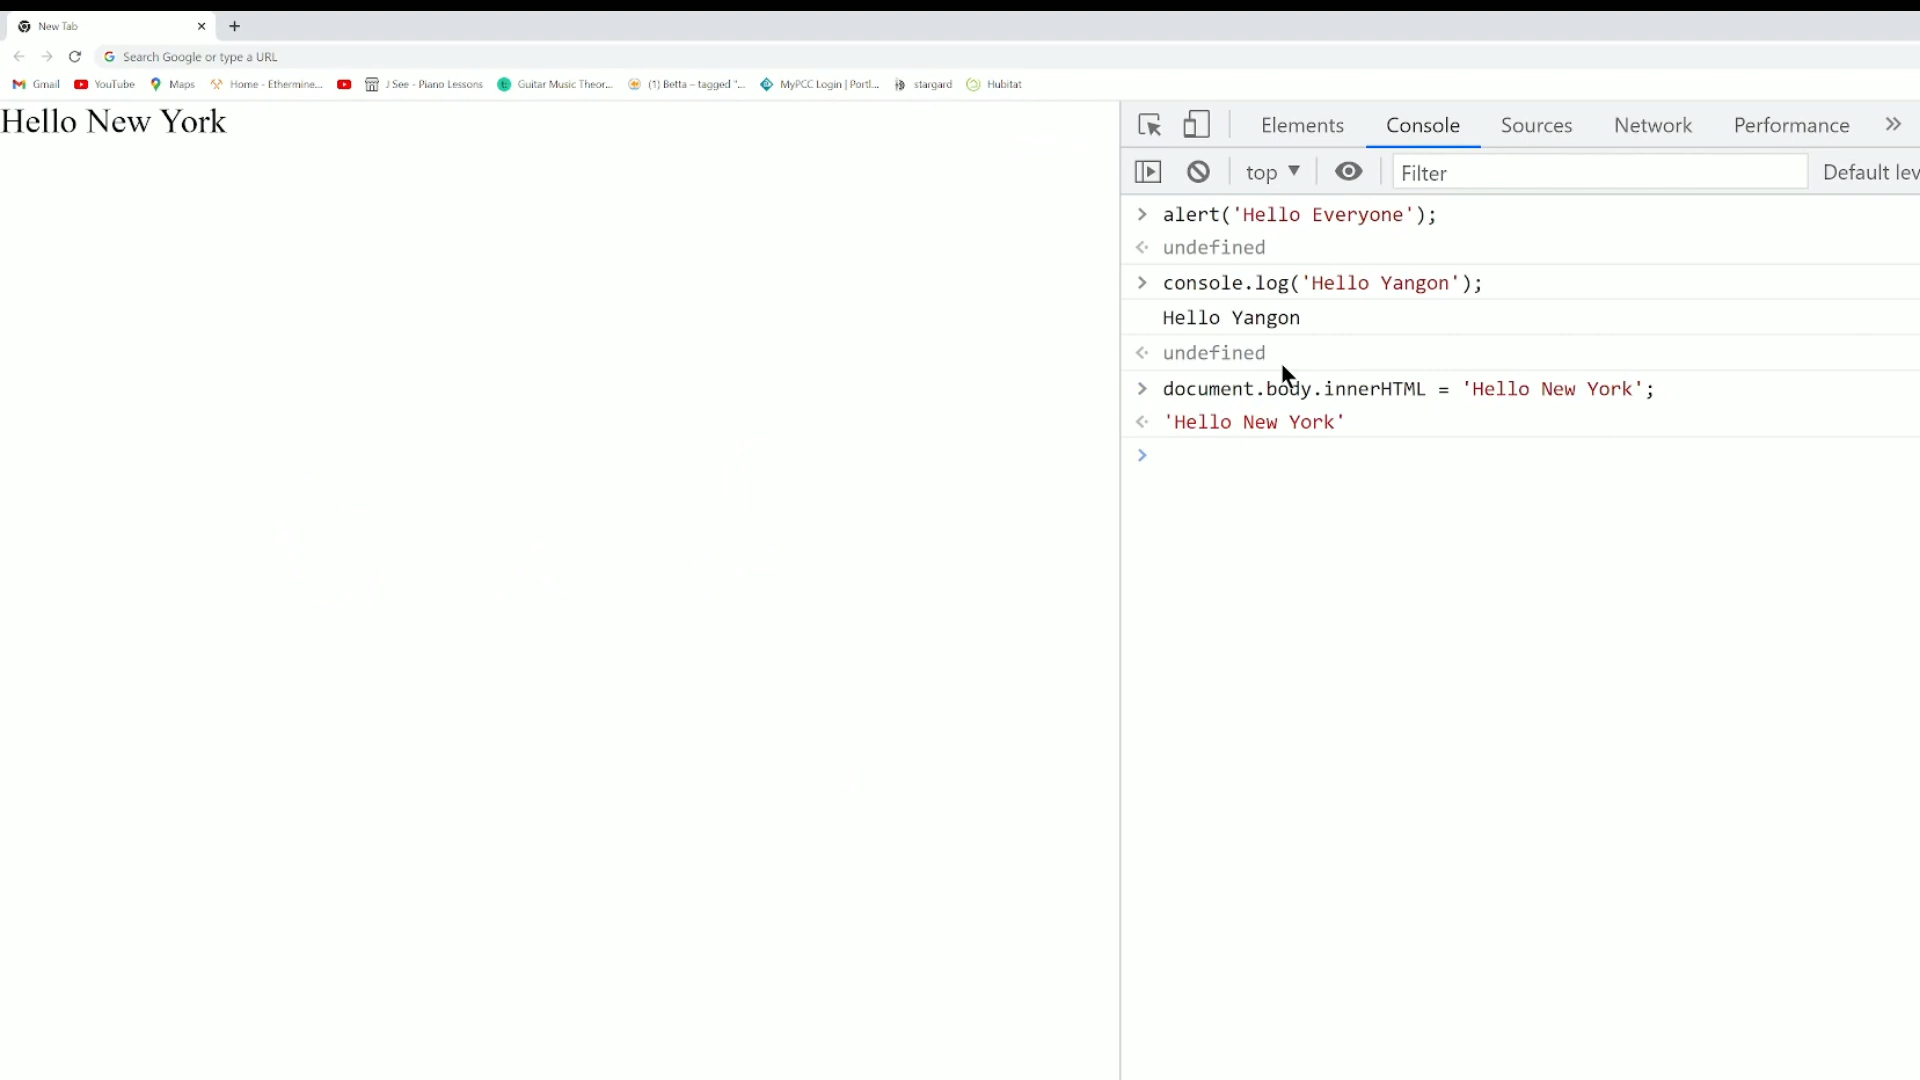 New Tab
Search Google or type a URL
Gmail YouTube Maps Home - Ethermine... J See - Piano Lessons Guitar Music Theor... (1) Betta – tagged "... MyPCC Login | Portl... stargard Hubitat
Hello New York
Elements Console Sources Network Performance
top Filter Default lev
> alert('Hello Everyone');
undefined
> console.log('Hello Yangon');
Hello Yangon
undefined
> document.body.innerHTML = 'Hello New York';
'Hello New York'
>